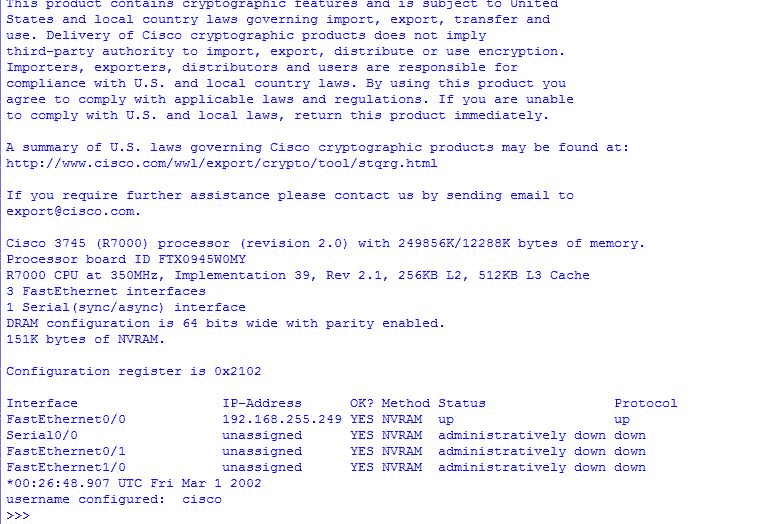 This product contains cryptographic features and is subject to United
States and local country laws governing import, export, transfer and
use. Delivery of Cisco cryptographic products does not imply
third-party authority to import, export, distribute or use encryption.
Importers, exporters, distributors and users are responsible for
compliance with U.S. and local country laws. By using this product you
agree to comply with applicable laws and regulations. If you are unable
to comply with U.S. and local laws, return this product immediately.
A summary of U.S. laws governing Cisco cryptographic products may be found at:
http://www.cisco.com/wwl/export/crypto/tool/stqrg.html
If you require further assistance please contact us by sending email to
export@cisco.com.
Cisco 3745 (R7000) processor (revision 2.0) with 249856K/12288K bytes of memory.
Processor board ID FTX0945W0MY
R7000 CPU at 350MHz, Implementation 39, Rev 2.1, 256KB L2, 512KB L3 Cache
3 FastEthernet interfaces
1 Serial(sync/async) interface
DRAM configuration is 64 bits wide with parity enabled.
151K bytes of NVRAM.
Configuration register is 0x2102
Interface IP-Address OK? Method Status Protocol
FastEthernet0/0 192.168.255.249 YES NVRAM up up
Serial0/0 unassigned YES NVRAM administratively down down
FastEthernet0/1 unassigned YES NVRAM administratively down down
FastEthernet1/0 unassigned YES NVRAM administratively down down
*00:26:48.907 UTC Fri Mar 1 2002
username configured: cisco
>>>